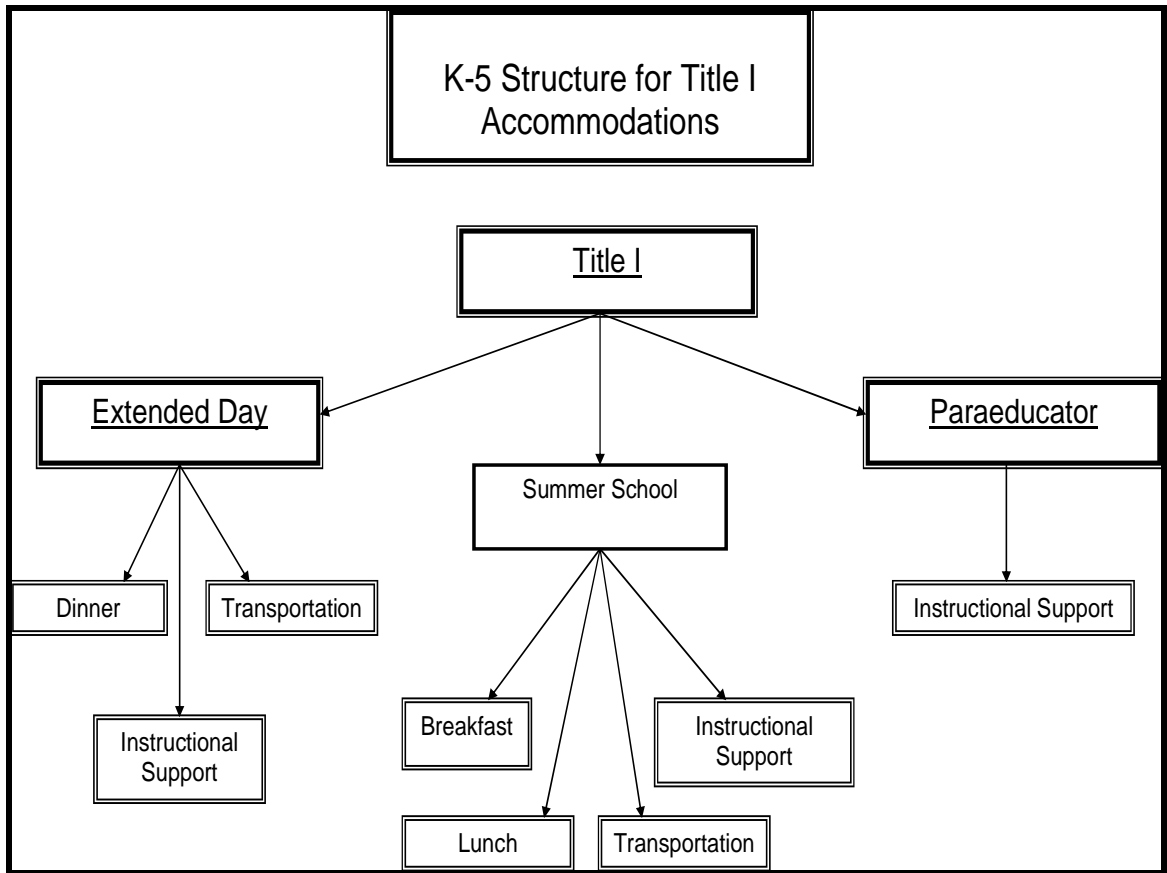 K-5 Structure for Title I
Accommodations
Title I
Extended Day
Paraeducator
Summer School
Dinner
Transportation
Instructional Support
Instructional
Support
Breakfast
Instructional
Support
Lunch
Transportation